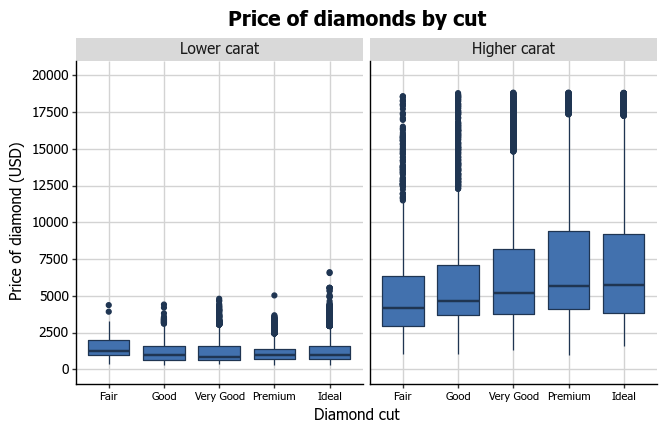 Price of diamonds by cut
Lower carat
Higher carat
20000
17500
15000
12500
10000
7500
5000
2500
0
Price of diamond (USD)
Fair Good Very Good Premium Ideal
Fair Good Very Good Premium Ideal
Diamond cut